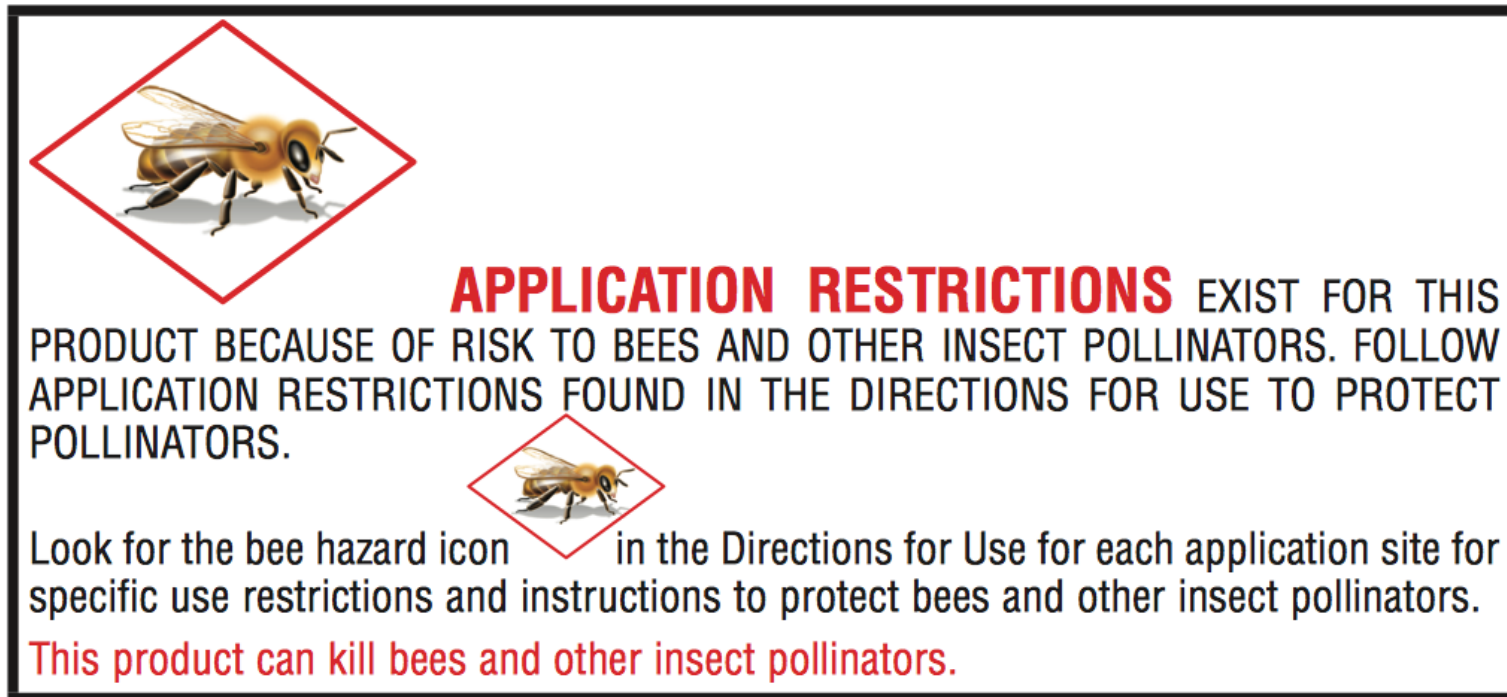 APPLICATION RESTRICTIONS EXIST FOR THIS
PRODUCT BECAUSE OF RISK TO BEES AND OTHER INSECT POLLINATORS. FOLLOW
APPLICATION RESTRICTIONS FOUND IN THE DIRECTIONS FOR USE TO PROTECT
POLLINATORS.
Look for the bee hazard icon in the Directions for Use for each application site for
specific use restrictions and instructions to protect bees and other insect pollinators.
This product can kill bees and other insect pollinators.